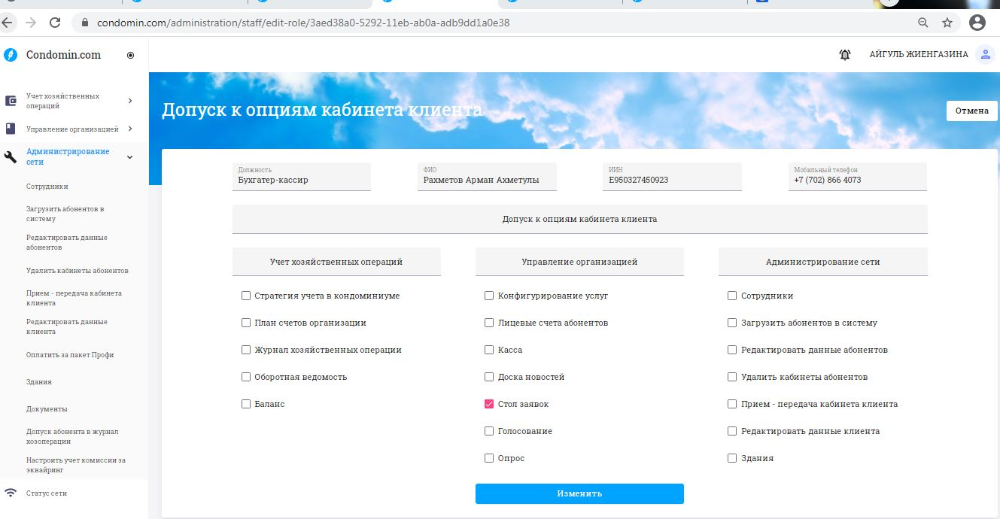 condomin.com/administration/staff/edit-role/3aed38a0-5292-11eb-ab0a-adb9dd1a0e38
Condomin.com
АЙГУЛЬ ЖИЕНГАЗИНА
Учет хозяйственных
операций
Управление организацией
Администрирование
сети
Сотрудники
Загрузить абонентов в
систему
Редактировать данные
абонентов
Удалить кабинеты абонентов
Прием - передача кабинета
клиента
Редактировать данные
клиента
Оплатить за пакет Профи
Здания
Документы
Допуск абонента в журнал
хозоперации
Настроить учет комиссии за
эквайринг
Статус сети
Допуск к опциям кабинета клиента
Отмена
Должность
Бухгатер-кассир
ФИО
Рахметов Арман Ахметулы
ИИН
E950327450923
Мобильный телефон
+7 (702) 866 4073
Допуск к опциям кабинета клиента
Учет хозяйственных операций
Стратегия учета в кондоминиуме
План счетов организации
Журнал хозяйственных операции
Оборотная ведомость
Баланс
Управление организацией
Конфигурирование услуг
Лицевые счета абонентов
Касса
Доска новостей
Стол заявок
Голосование
Опрос
Администрирование сети
Сотрудники
Загрузить абонентов в систему
Редактировать данные абонентов
Удалить кабинеты абонентов
Прием - передача кабинета клиента
Редактировать данные клиента
Здания
Изменить